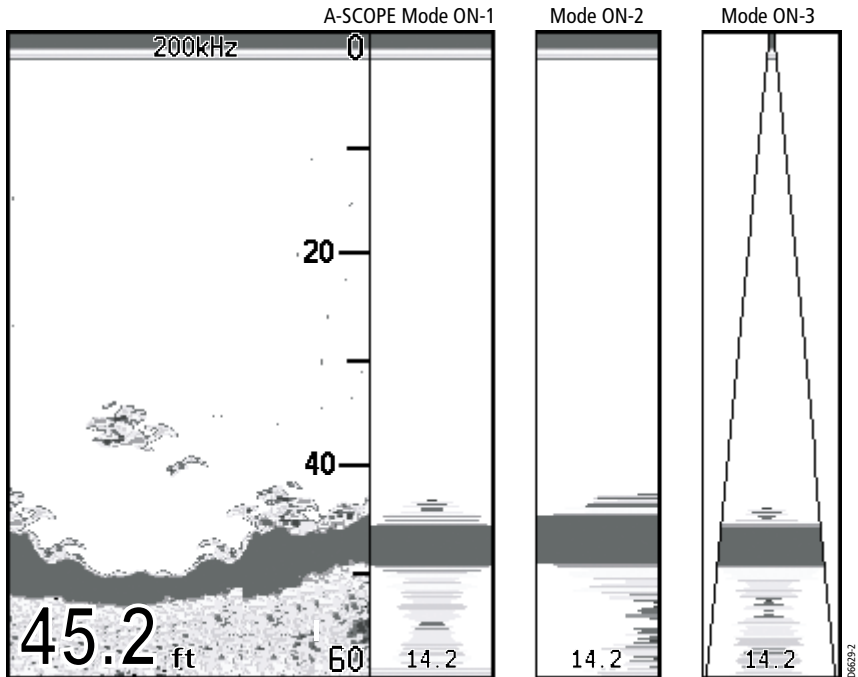 A-SCOPE Mode ON-1
Mode ON-2
Mode ON-3
200kHz
0
20
40
60
45.2 ft
14.2
14.2
14.2
D6629-2